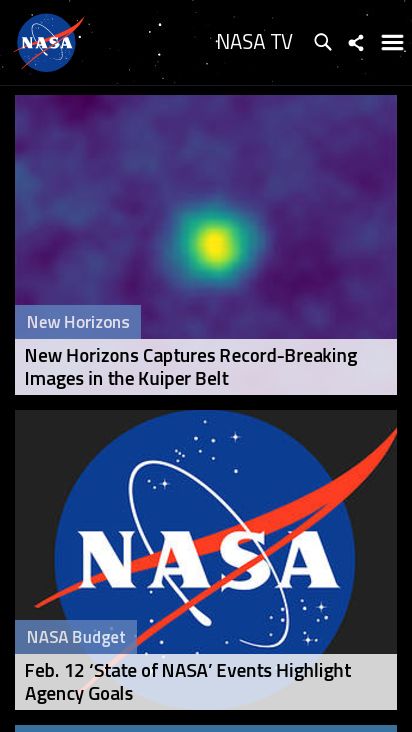 NASA
NASA TV
New Horizons
New Horizons Captures Record-Breaking
Images in the Kuiper Belt
NASA
NASA Budget
Feb. 12 ‘State of NASA’ Events Highlight
Agency Goals